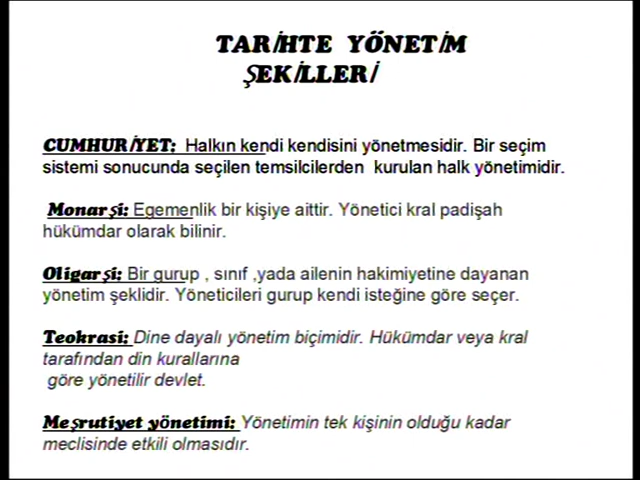 TARİHTE YÖNETİM
ŞEKİLLERİ
CUMHURİYET: Halkın kendi kendisini yönetmesidir. Bir seçim
sistemi sonucunda seçilen temsilcilerden kurulan halk yönetimidir.
Monarşi: Egemenlik bir kişiye aittir. Yönetici kral padişah
hükümdar olarak bilinir.
Oligarşi: Bir gurup , sınıf ,yada ailenin hakimiyetine dayanan
yönetim şeklidir. Yöneticileri gurup kendi isteğine göre seçer.
Teokrasi: Dine dayalı yönetim biçimidir. Hükümdar veya kral
tarafından din kurallarına
göre yönetilir devlet.
Meşrutiyet yönetimi: Yönetimin tek kişinin olduğu kadar
meclisinde etkili olmasıdır.